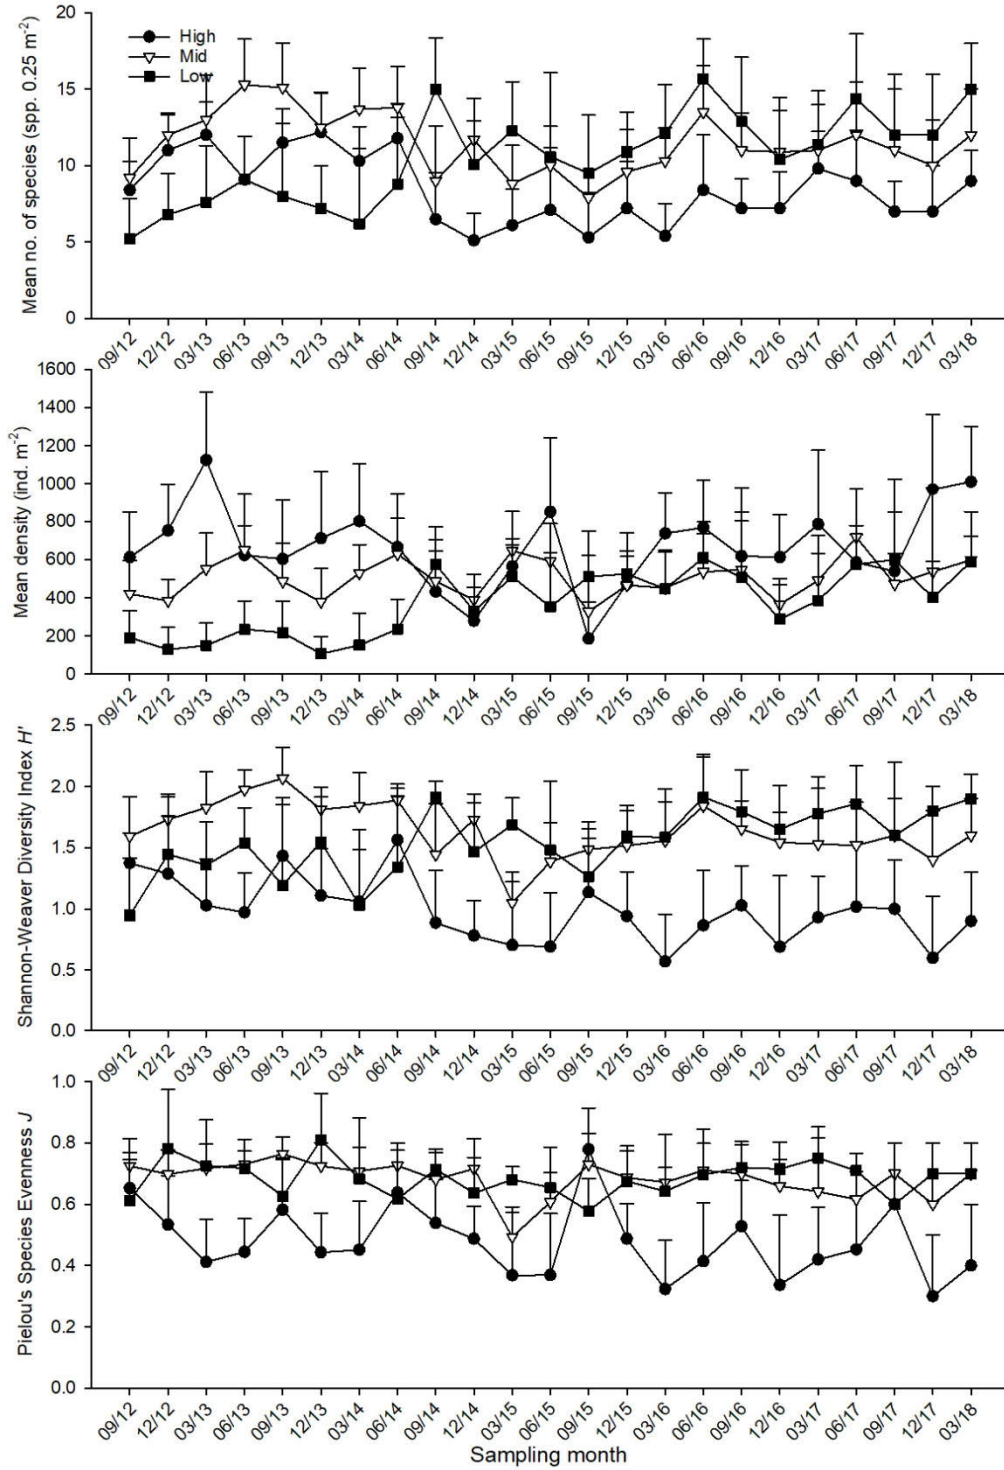 Mean no. of species (spp. 0.25 m⁻²)
20
15
10
5
0
High
Mid
Low
09/12 12/12 03/13 06/13 09/13 12/13 03/14 06/14 09/14 12/14 03/15 06/15 09/15 12/15 03/16 06/16 09/16 12/16 03/17 06/17 09/17 12/17 03/18
Mean density (ind. m⁻²)
1600
1400
1200
1000
800
600
400
200
0
09/12 12/12 03/13 06/13 09/13 12/13 03/14 06/14 09/14 12/14 03/15 06/15 09/15 12/15 03/16 06/16 09/16 12/16 03/17 06/17 09/17 12/17 03/18
Shannon-Weaver Diversity Index H'
2.5
2.0
1.5
1.0
0.5
0.0
09/12 12/12 03/13 06/13 09/13 12/13 03/14 06/14 09/14 12/14 03/15 06/15 09/15 12/15 03/16 06/16 09/16 12/16 03/17 06/17 09/17 12/17 03/18
Pielou's Species Evenness J
1.0
0.8
0.6
0.4
0.2
0.0
09/12 12/12 03/13 06/13 09/13 12/13 03/14 06/14 09/14 12/14 03/15 06/15 09/15 12/15 03/16 06/16 09/16 12/16 03/17 06/17 09/17 12/17 03/18
Sampling month